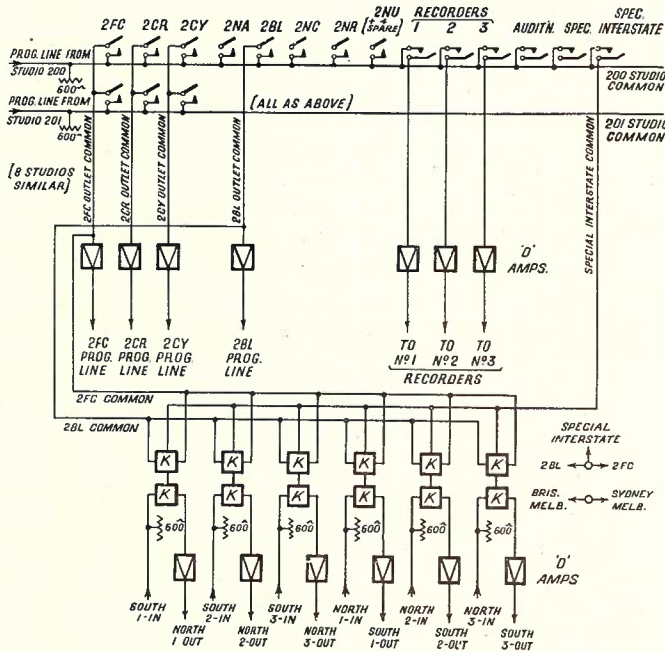 2FC 2CR 2CY 2NA 2BL 2NC 2NR 2NU RECORDERS
[++ SPARE] 1 2 3 AUDIT'N. SPEC. SPEC. INTERSTATE
PROG. LINE FROM
STUDIO 200
600~
200 STUDIO
COMMON
PROG. LINE FROM
STUDIO 201
600~
[ALL AS ABOVE]
201 STUDIO
COMMON
[8 STUDIOS
SIMILAR]
2FC OUTLET COMMON
2CR OUTLET COMMON
2CY OUTLET COMMON
2BL OUTLET COMMON
SPECIAL INTERSTATE COMMON
'D'
AMPS.
2FC
PROG.
LINE
2CR
PROG.
LINE
2CY
PROG.
LINE
2BL
PROG.
LINE
TO
Nº1
TO
Nº2
TO
Nº3
RECORDERS
2FC COMMON
2BL COMMON
K K K K K K
K K K K K K
600~ 600~ 600~ 600~ 600~ 600~
SPECIAL
INTERSTATE
2BL 2FC
BRIS.
MELB.
SYDNEY
MELB.
'D'
AMPS
SOUTH
1-IN
NORTH
1 OUT
SOUTH
2-IN
NORTH
2-OUT
SOUTH
3-IN
NORTH
3-OUT
NORTH
1-IN
SOUTH
1-OUT
NORTH
2-IN
SOUTH
2-OUT
NORTH
3-IN
SOUTH
3-OUT